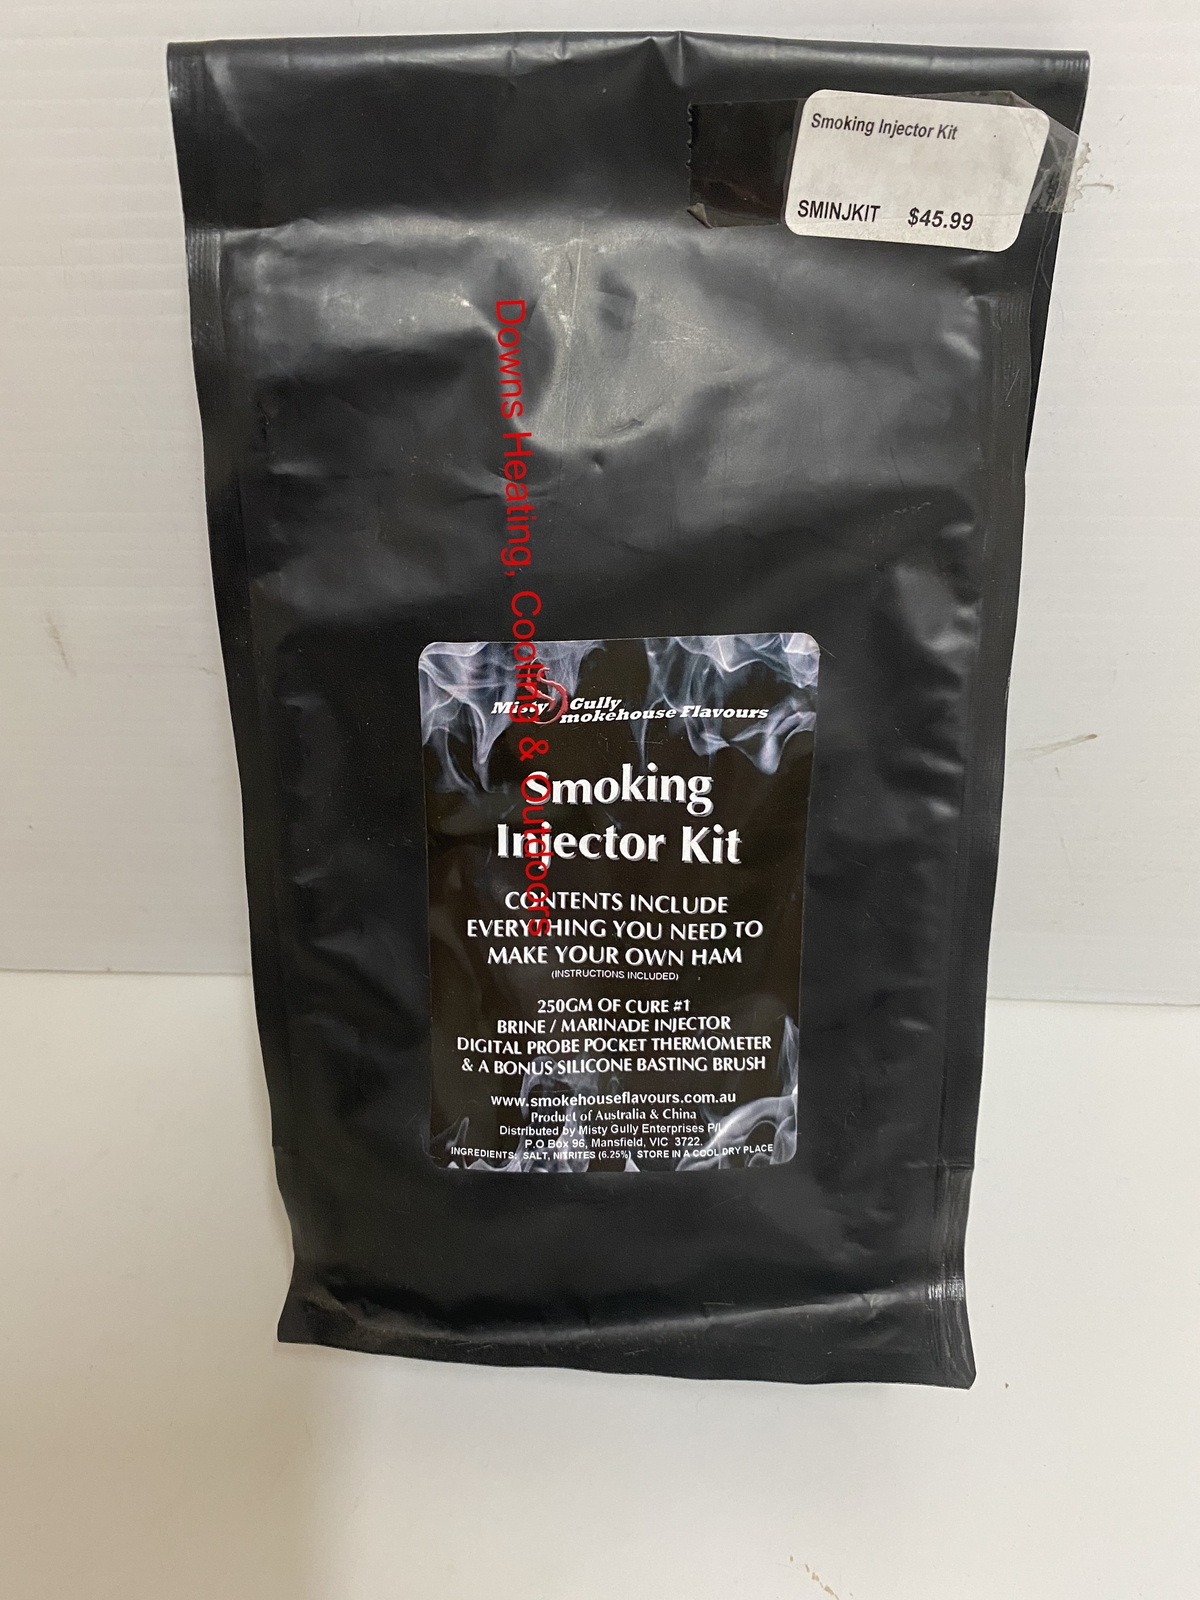 Smoking Injector Kit
SMINJKIT $45.99
Downs Heating, Cooling & Outdoors
Misty Gully
mokehouse Flavours
Smoking
Injector Kit
CONTENTS INCLUDE
EVERYTHING YOU NEED TO
MAKE YOUR OWN HAM
(INSTRUCTIONS INCLUDED)
250GM OF CURE #1
BRINE / MARINADE INJECTOR
DIGITAL PROBE POCKET THERMOMETER
& A BONUS SILICONE BASTING BRUSH
www.smokehouseflavours.com.au
Product of Australia & China
Distributed by Misty Gully Enterprises P/L
P.O Box 96, Mansfield, VIC 3722.
INGREDIENTS: SALT, NITRITES (6.25%) STORE IN A COOL DRY PLACE